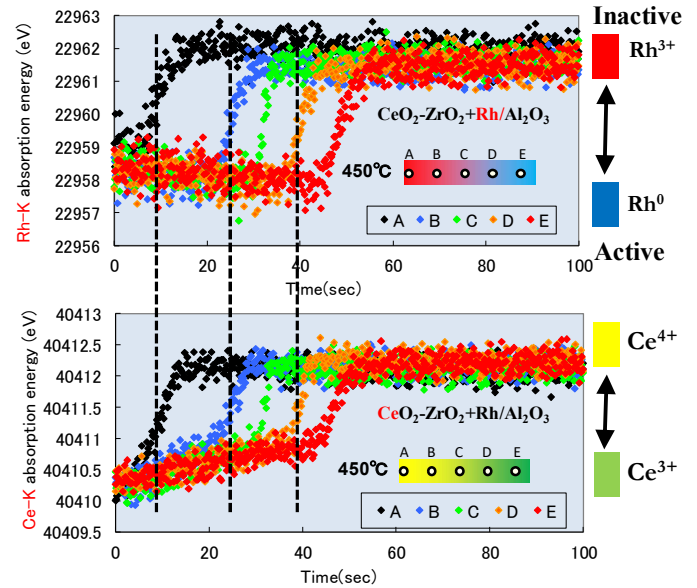 Inactive
22963
22962
22961
22960
22959
22958
22957
22956
Rh-K absorption energy (eV)
Rh3+
CeO2-ZrO2+Rh/Al2O3
450℃
A B C D E
A B C D E
Rh0
Active
0 20 40 60 80 100
Time(sec)
40413
40412.5
40412
40411.5
40411
40410.5
40410
40409.5
Ce-K absorption energy (eV)
Ce4+
CeO2-ZrO2+Rh/Al2O3
450℃
A B C D E
A B C D E
Ce3+
0 20 40 60 80 100
Time(sec)